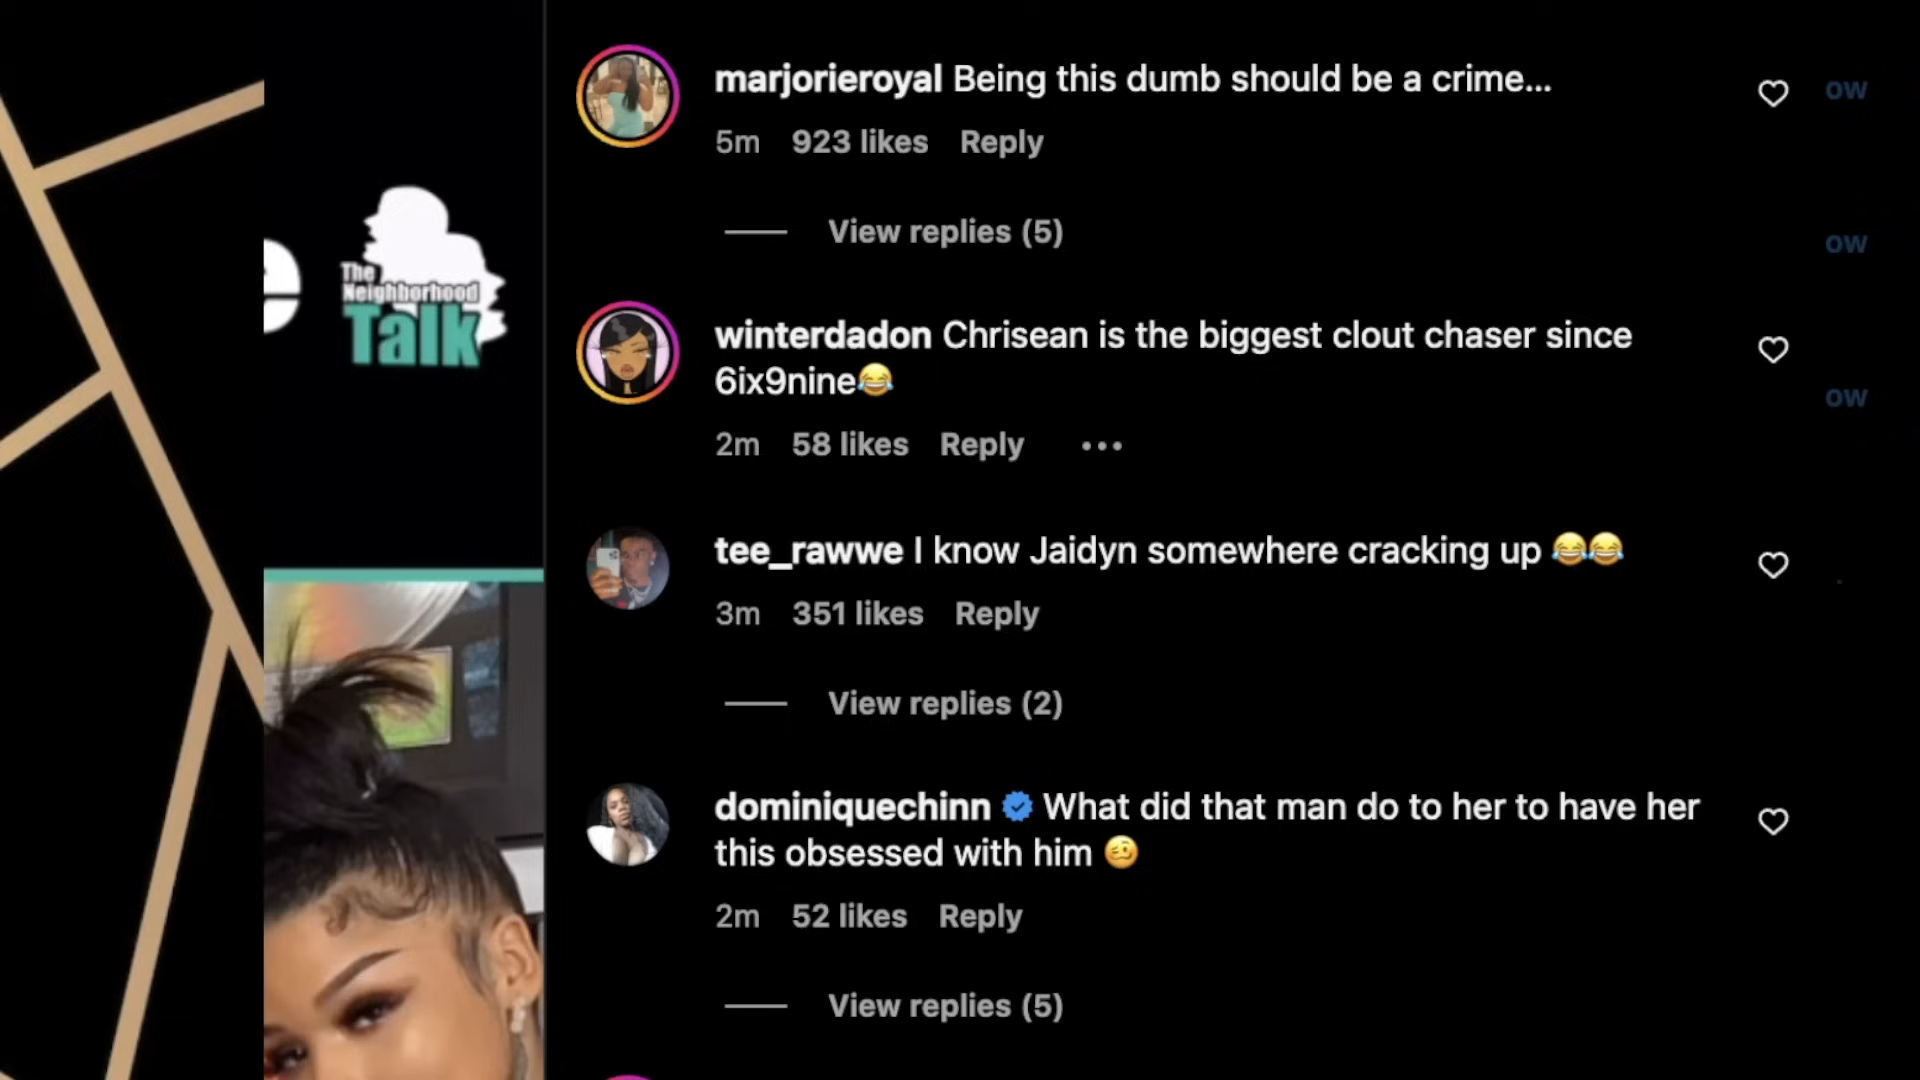 marjorieroyal Being this dumb should be a crime...
5m 923 likes Reply
View replies (5)
ow
ow
ow
e
The
Neighborhood
Talk
winterdadon Chrisean is the biggest clout chaser since
6ix9nine😂
2m 58 likes Reply •••
tee_rawwe I know Jaidyn somewhere cracking up 😂😂
3m 351 likes Reply
View replies (2)
dominiquechinn What did that man do to her to have her
this obsessed with him 🥴
2m 52 likes Reply
View replies (5)